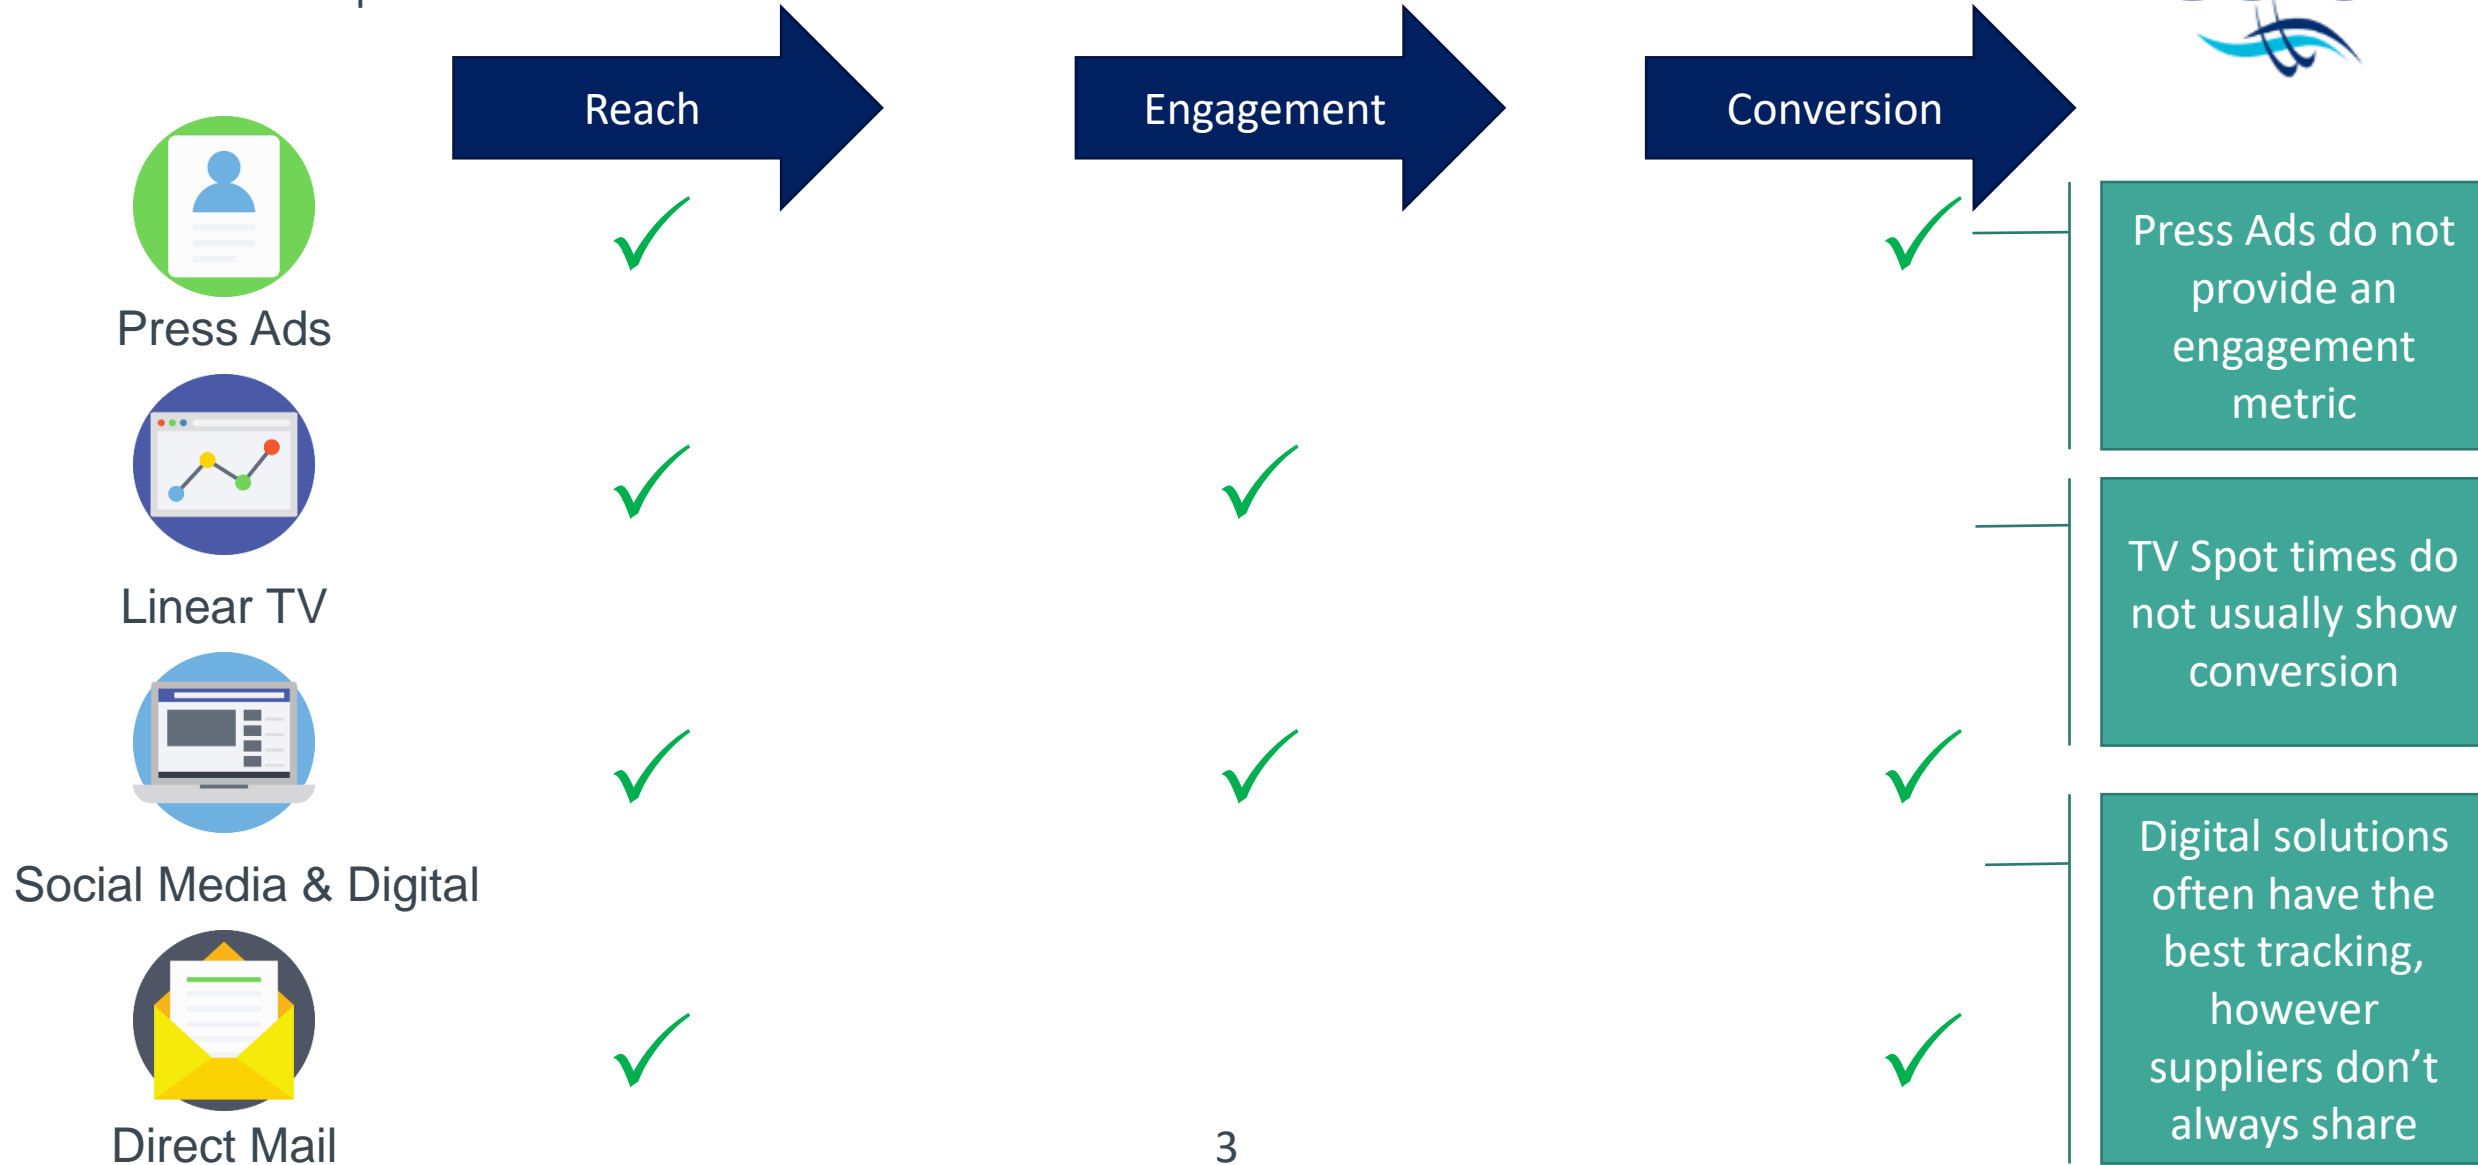 Reach
Engagement
Conversion
Press Ads
Linear TV
Social Media & Digital
Direct Mail
Press Ads do not
provide an
engagement
metric
TV Spot times do
not usually show
conversion
Digital solutions
often have the
best tracking,
however
suppliers don’t
always share
3